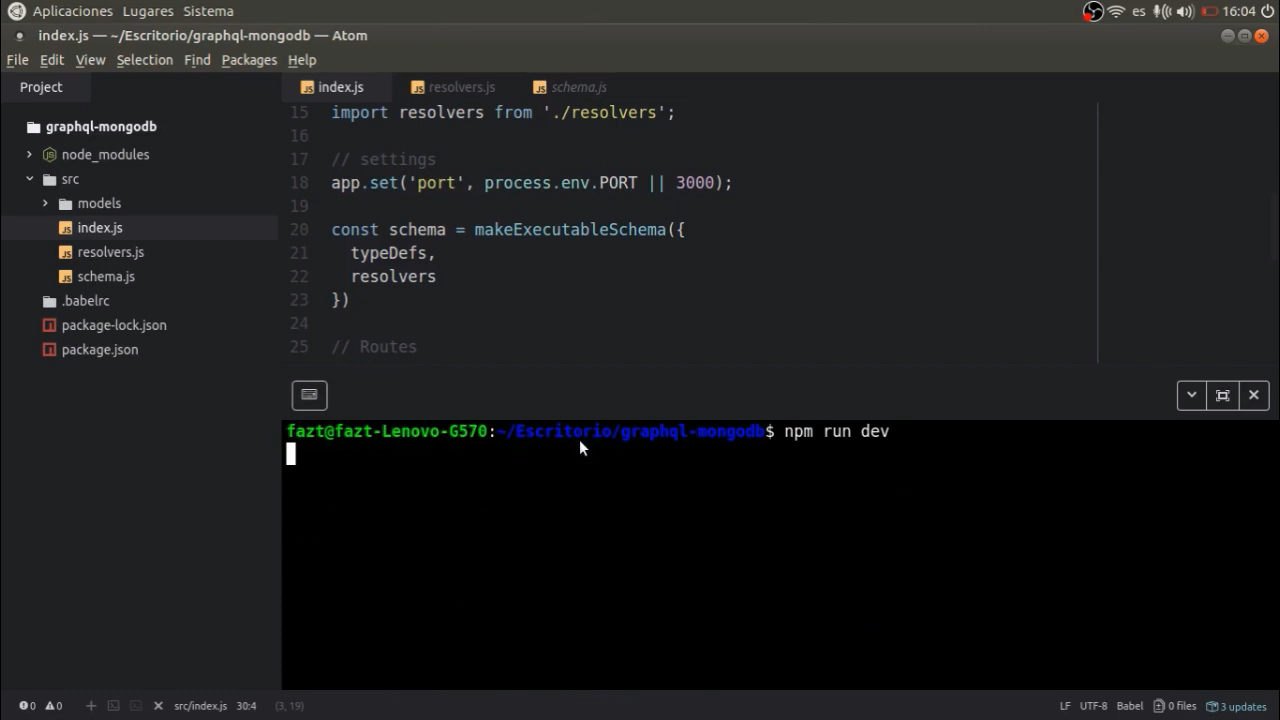 Aplicaciones Lugares Sistema es 16:04
index.js — ~/Escritorio/graphql-mongodb — Atom
File Edit View Selection Find Packages Help
Project
graphql-mongodb
node_modules
src
models
index.js
resolvers.js
schema.js
.babelrc
package-lock.json
package.json
index.js resolvers.js schema.js
15 import resolvers from './resolvers';
16
17 // settings
18 app.set('port', process.env.PORT || 3000);
19
20 const schema = makeExecutableSchema({
21 typeDefs,
22 resolvers
23 })
24
25 // Routes
fazt@fazt-Lenovo-G570:~/Escritorio/graphql-mongodb$ npm run dev
0 0 src/index.js 30:4 (3, 19) LF UTF-8 Babel 0 files 3 updates